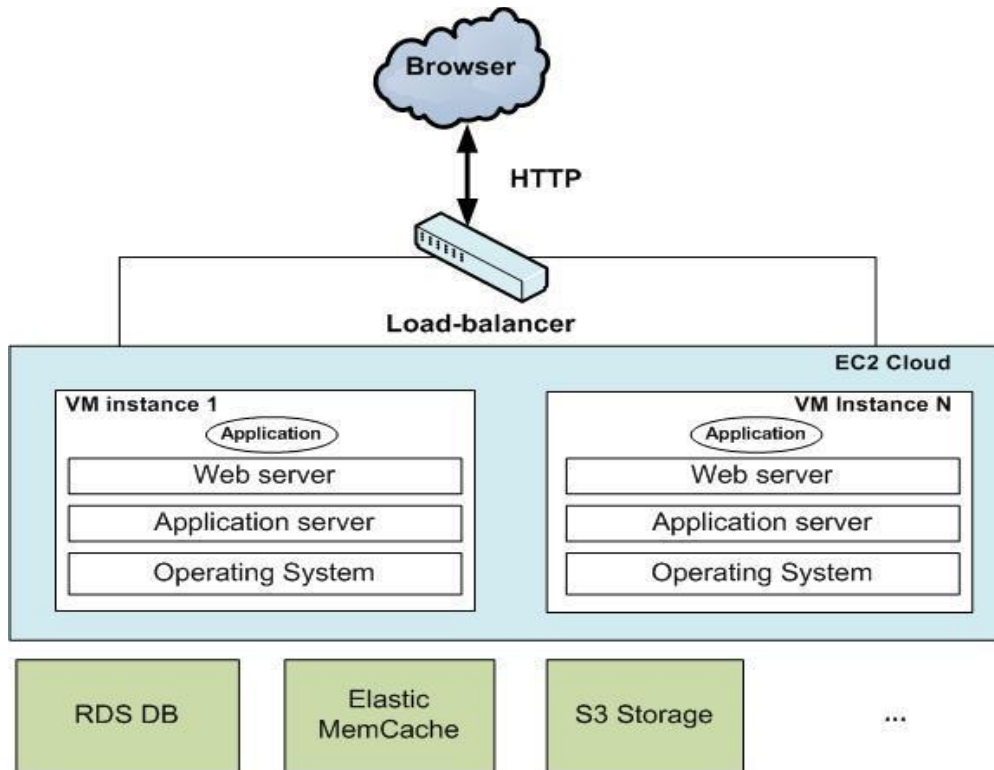 Browser
HTTP
Load-balancer
EC2 Cloud
VM instance 1
Application
Web server
Application server
Operating System
VM Instance N
Application
Web server
Application server
Operating System
RDS DB
Elastic
MemCache
S3 Storage
...